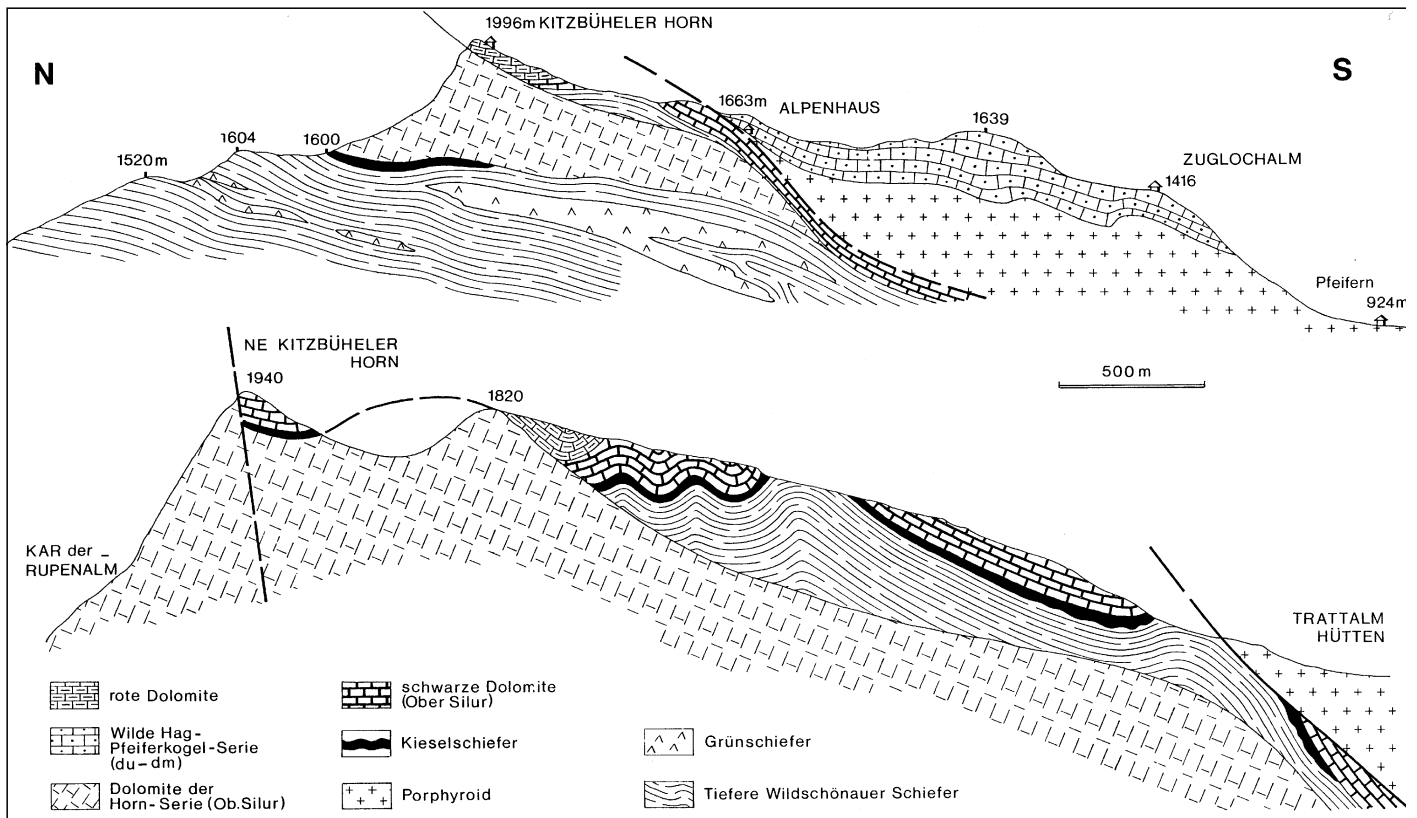 N
1996m KITZBÜHELER HORN
S
1663m ALPENHAUS
1639
1604
1600
1520m
ZUGLOCHALM
1416
Pfeifern
924m
NE KITZBÜHELER
HORN
1940
1820
500 m
KAR der
RUPENALM
TRATTALM
HÜTTEN
rote Dolomite
Wilde Hag-
Pfeiferkogel-Serie
(du-dm)
Dolomite der
Horn-Serie (Ob. Silur)
schwarze Dolomite
(Ober Silur)
Kieselschiefer
Porphyroid
Grünschiefer
Tiefere Wildschönauer Schiefer